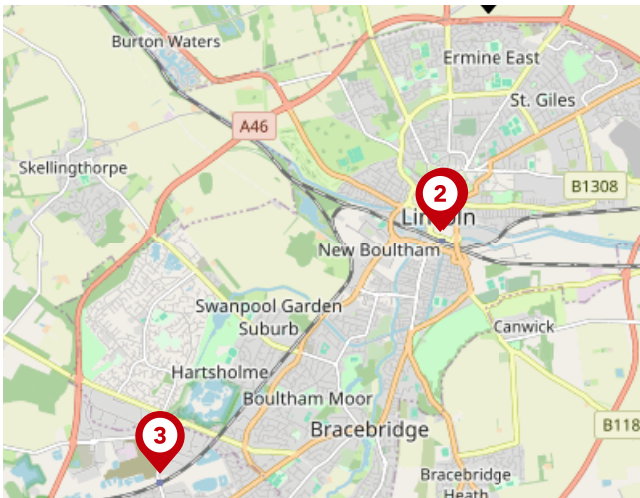 Burton Waters
Ermine East
St. Giles
A46
Skellingthorpe
B1308
2
Lincoln
New Boultham
Swanpool Garden
Suburb
Canwick
Hartsholme
Boultham Moor
B118
3
Bracebridge
Bracebridge
Heath